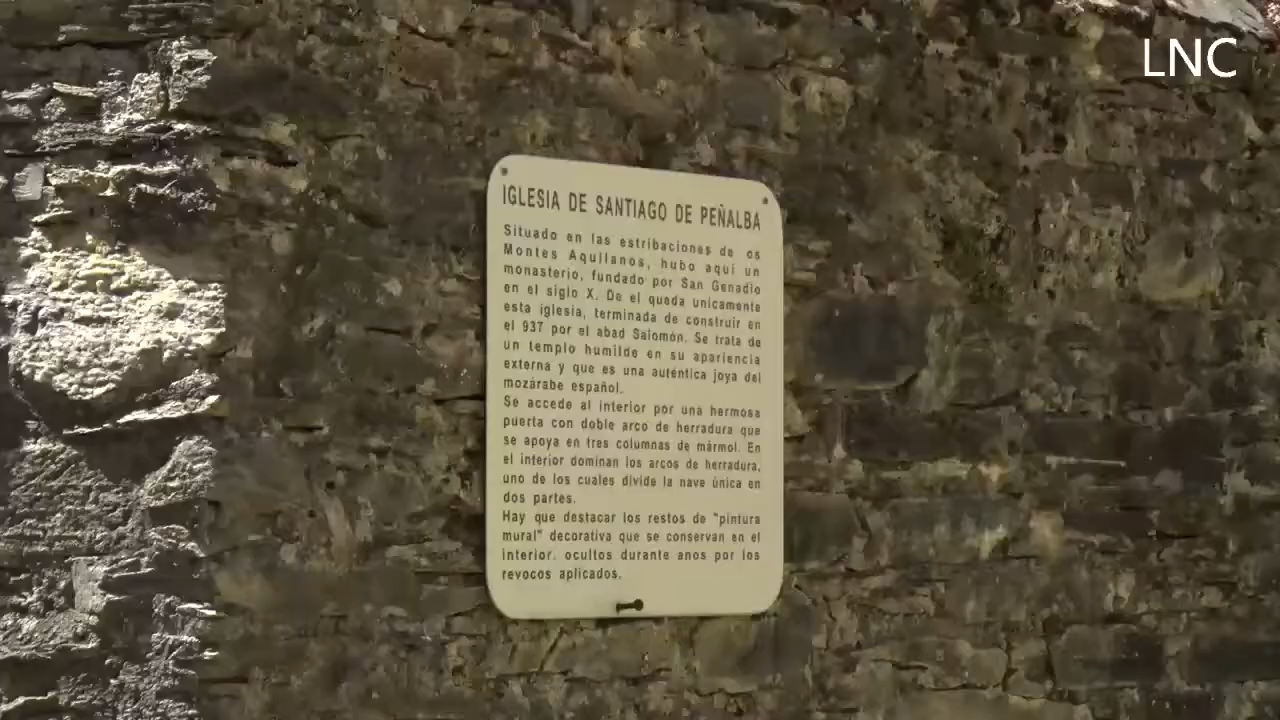 LNC
IGLESIA DE SANTIAGO DE PEÑALBA
Situado en las estribaciones de os
Montes Aquilanos, hubo aquí un
monasterio, fundado por San Genadio
en el siglo X. De el queda unicamente
esta iglesia, terminada de construir en
el 937 por el abad Salomón. Se trata de
un templo humilde en su apariencia
externa y que es una auténtica joya del
mozárabe español.
Se accede al interior por una hermosa
puerta con doble arco de herradura que
se apoya en tres columnas de mármol. En
el interior dominan los arcos de herradura,
uno de los cuales divide la nave única en
dos partes.
Hay que destacar los restos de "pintura
mural" decorativa que se conservan en el
interior. ocultos durante anos por los
revocos aplicados.